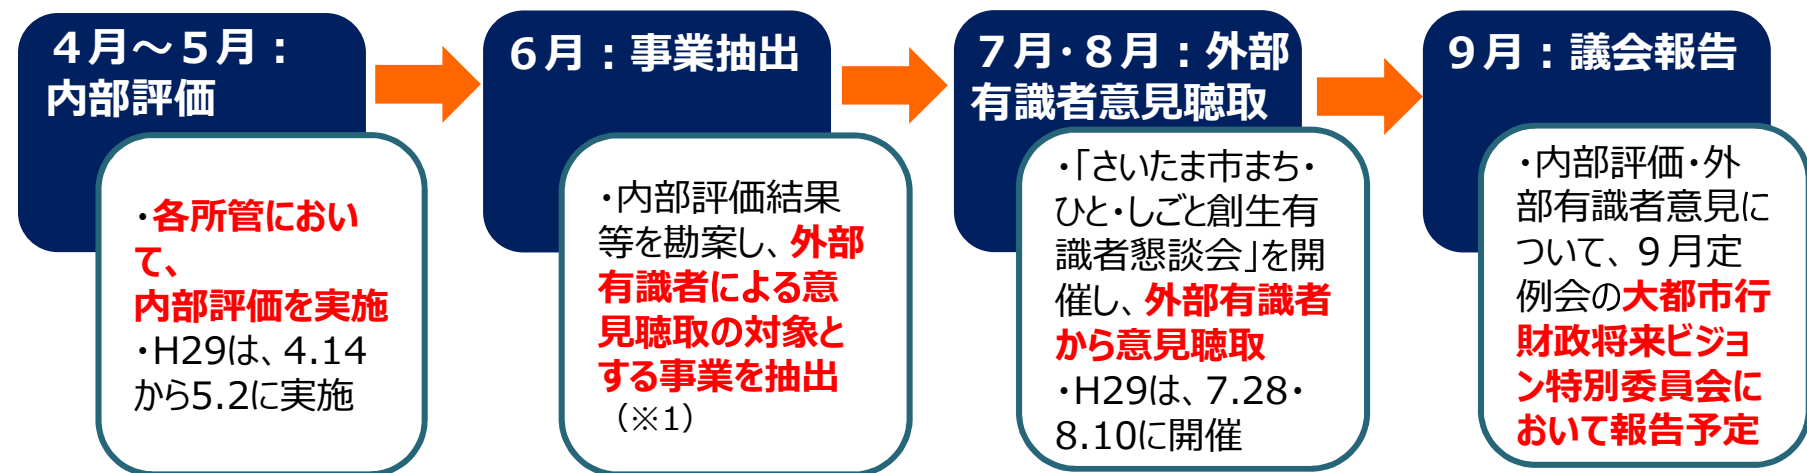 ４月～５月：
内部評価
・各所管におい
て、
内部評価を実施
・H29は、4.14
から5.2に実施
６月：事業抽出
・内部評価結果
等を勘案し、外部
有識者による意
見聴取の対象と
する事業を抽出
（※1）
７月・８月：外部
有識者意見聴取
・「さいたま市まち・
ひと・しごと創生有
識者懇談会」を開
催し、外部有識者
から意見聴取
・H29は、7.28・
8.10に開催
９月：議会報告
・内部評価・外
部有識者意見に
ついて、９月定
例会の大都市行
財政将来ビジョ
ン特別委員会に
おいて報告予定